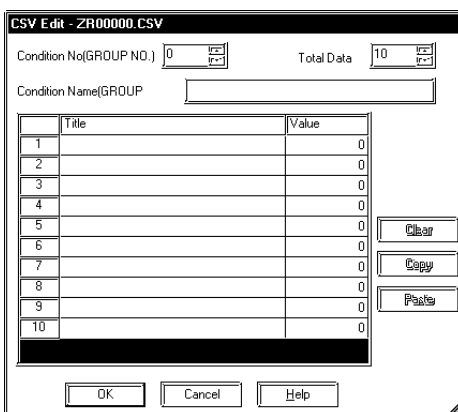 CSV Edit - ZR00000.CSV
Condition No(GROUP NO.) 0 Total Data 10
Condition Name(GROUP
Title Value
1 0
2 0
3 0
4 0
5 0
6 0
7 0
8 0
9 0
10 0
Clear
Copy
Paste
OK Cancel Help